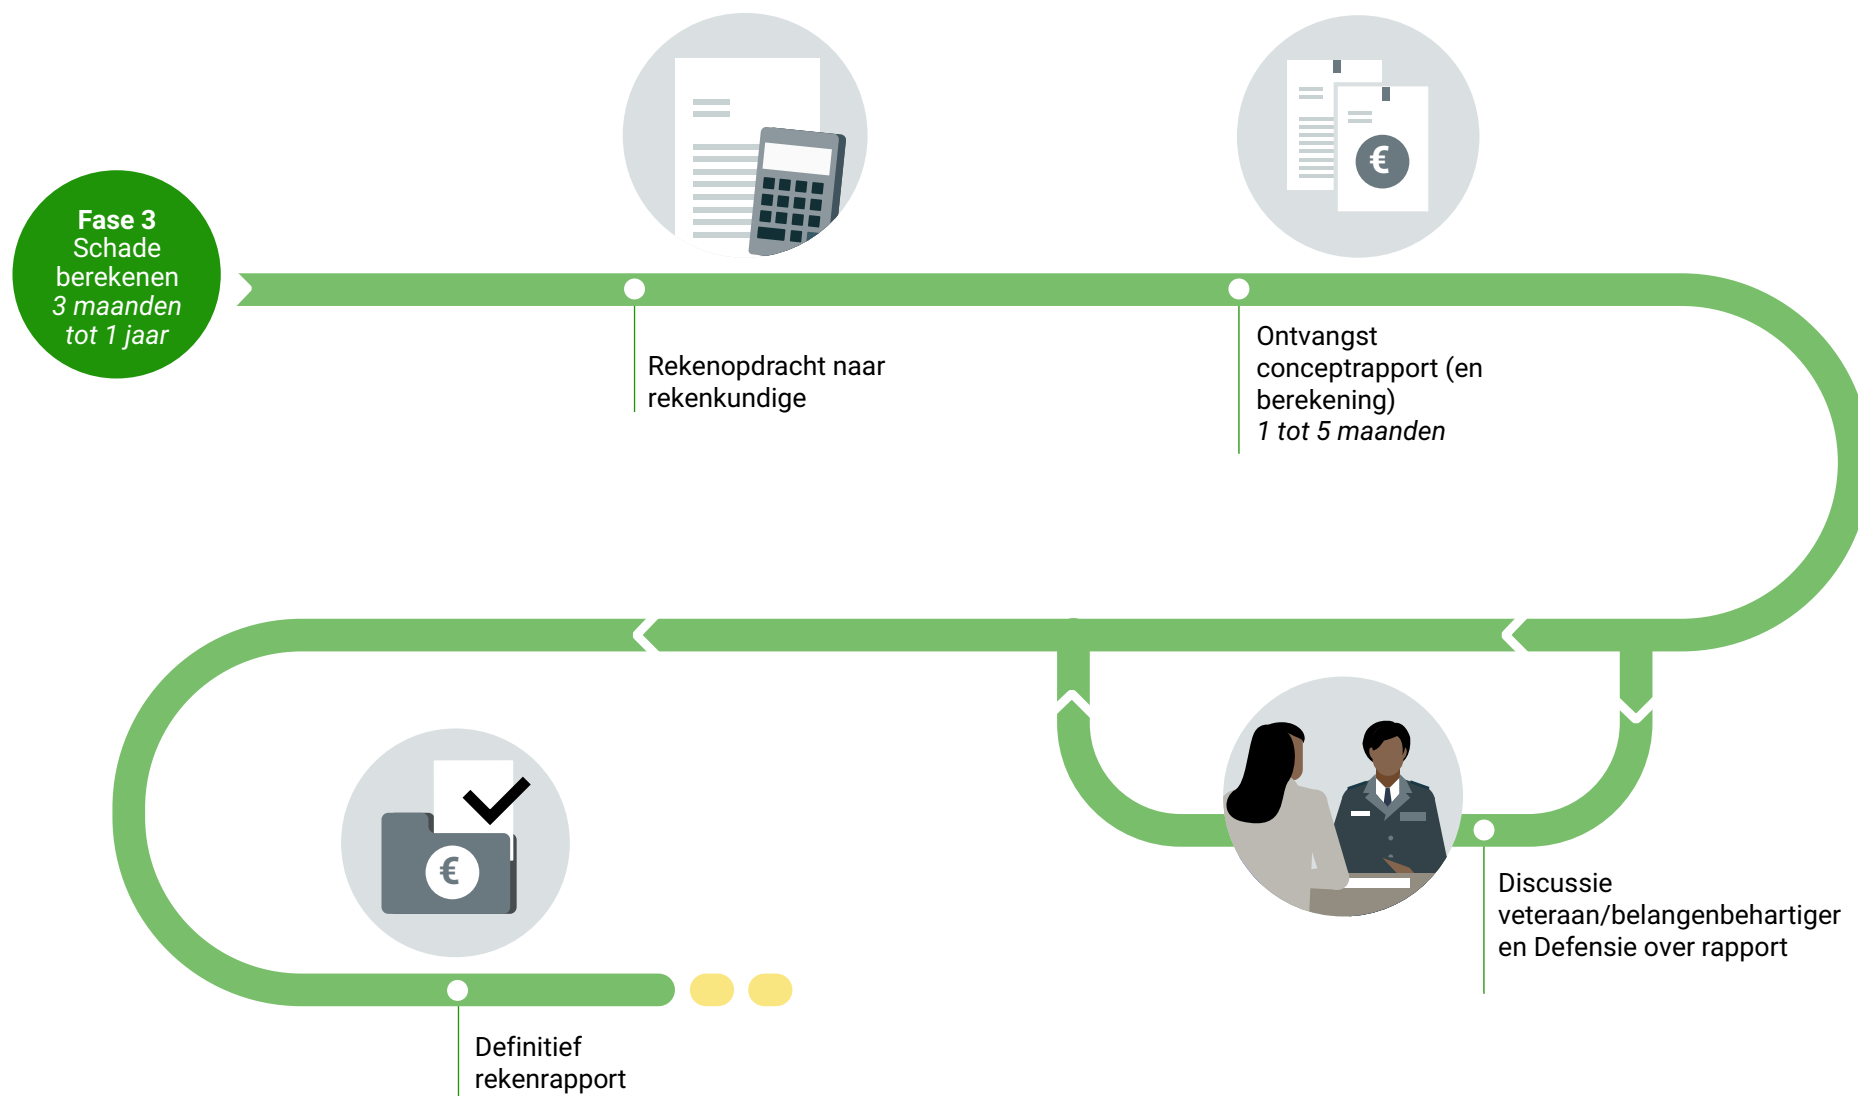 Fase 3
Schade
berekenen
3 maanden
tot 1 jaar
Rekenopdracht naar
rekenkundige
Ontvangst
conceptrapport (en
berekening)
1 tot 5 maanden
€
Discussie
veteraan/belangenbehartiger
en Defensie over rapport
€
Definitief
rekenrapport